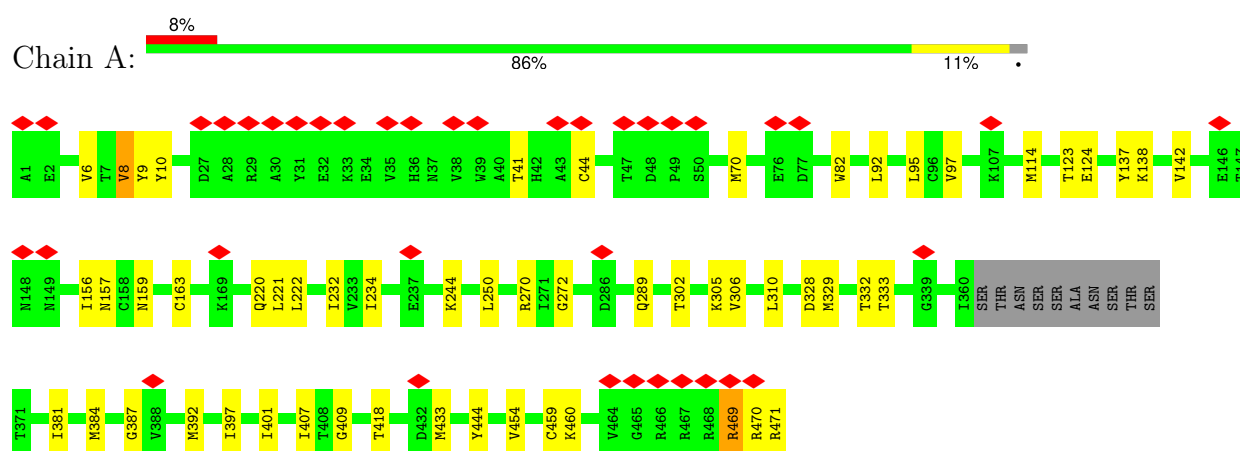 8%
Chain A:
86% 11% •
A1 E2 V6 T7 V8 Y9 Y10 D27 A28 R29 A30 Y31 E32 K33 E34 V35 H36 N37 V38 W39 A40 T41 H42 A43 C44 T47 D48 P49 S50 M70 E76 D77 W82 L92 L95 C96 V97 K107 M114 T123 E124 Y137 K138 V142 E146 T147
N148 N149 I156 N157 C158 N159 C163 K169 Q220 L221 L222 I232 V233 I234 E237 K244 L250 R270 I271 G272 D286 Q289 T302 K305 V306 L310 D328 M329 T332 T333 G339 I360 SER THR ASN SER SER ALA ASN SER THR SER
T371 I381 M384 G387 V388 M392 I397 I401 I407 T408 G409 T418 D432 M433 Y444 V454 C459 K460 V464 G465 R466 R467 R468 R469 R470 R471